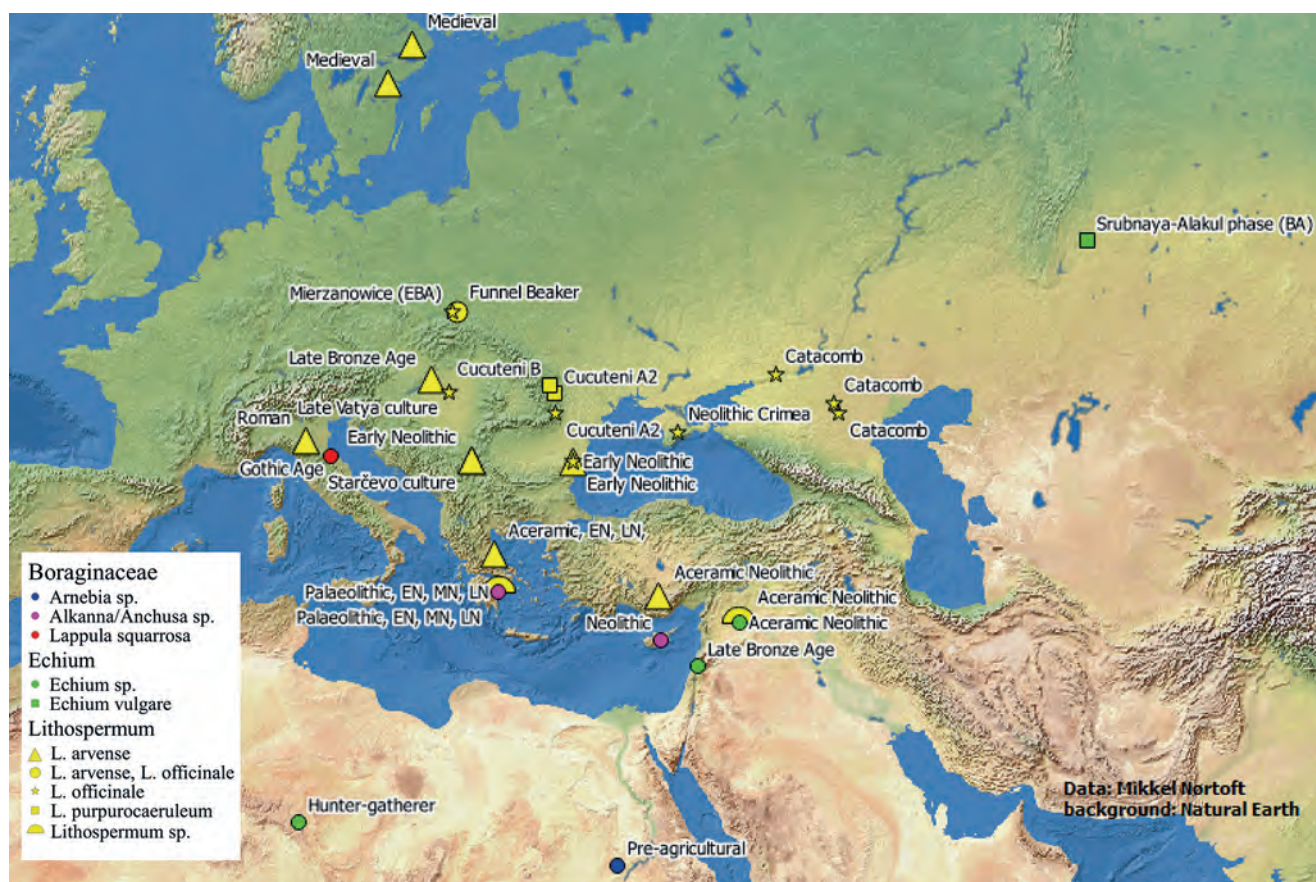 Medieval
Medieval
Srubnaya-Alakul phase (BA)
Mierzanowice (EBA)
Funnel Beaker
Late Bronze Age
Cucuteni B
Cucuteni A2
Catacomb
Catacomb
Catacomb
Late Vatya culture
Roman
Early Neolithic
Cucuteni A2
Neolithic Crimea
Gothic Age
Starčevo culture
Early Neolithic
Early Neolithic
Aceramic, EN, LN,
Aceramic Neolithic
Palaeolithic, EN, MN, LN
Palaeolithic, EN, MN, LN
Neolithic
Aceramic Neolithic
Aceramic Neolithic
Late Bronze Age
Hunter-gatherer
Pre-agricultural
Boraginaceae
Arnebia sp.
Alkanna/Anchusa sp.
Lappula squarrosa
Echium
Echium sp.
Echium vulgare
Lithospermum
L. arvense
L. arvense, L. officinale
L. officinale
L. purpurocaeruleum
Lithospermum sp.
Data: Mikkel Nørtoft
background: Natural Earth